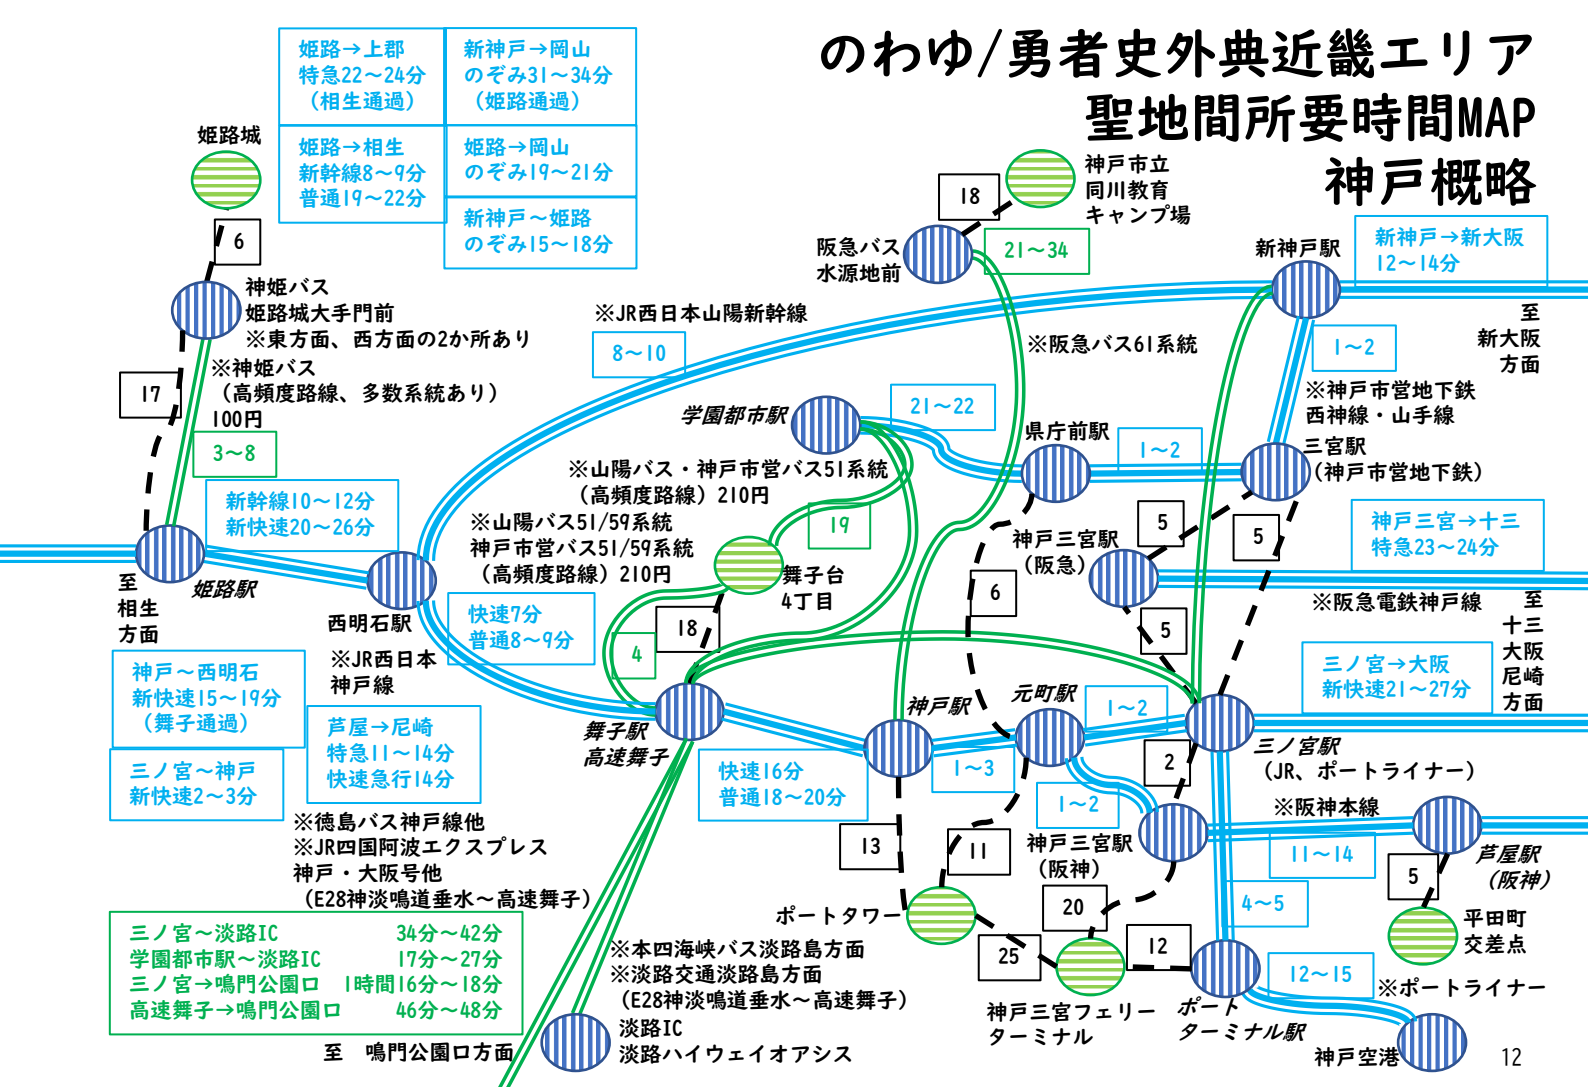 のわゆ/勇者史外典近畿エリア
聖地間所要時間MAP
神戸概略
姫路→上郡
特急22～24分
（相生通過）
新神戸→岡山
のぞみ31～34分
（姫路通過）
姫路→相生
新幹線8～9分
普通19～22分
姫路→岡山
のぞみ19～21分
新神戸～姫路
のぞみ15～18分
姫路城
6
神姫バス
姫路城大手門前
※東方面、西方面の2か所あり
※神姫バス
（高頻度路線、多数系統あり）
100円
17
3～8
新幹線10～12分
新快速20～26分
至
相生
方面
姫路駅
西明石駅
※JR西日本
神戸線
※JR西日本山陽新幹線
8～10
18
神戸市立
同川教育
キャンプ場
阪急バス
水源地前
21～34
※阪急バス61系統
新神戸駅
新神戸→新大阪
12～14分
至
新大阪
方面
1～2
※神戸市営地下鉄
西神線・山手線
学園都市駅
21～22
県庁前駅
1～2
三宮駅
（神戸市営地下鉄）
※山陽バス・神戸市営バス51系統
（高頻度路線）210円
※山陽バス51/59系統
神戸市営バス51/59系統
（高頻度路線）210円
19
舞子台
4丁目
18
4
快速7分
普通8～9分
神戸三宮駅
（阪急）
5
5
5
6
神戸三宮→十三
特急23～24分
※阪急電鉄神戸線
至
十三
大阪
尼崎
方面
三ノ宮→大阪
新快速21～27分
神戸～西明石
新快速15～19分
（舞子通過）
三ノ宮～神戸
新快速2～3分
芦屋→尼崎
特急11～14分
快速急行14分
舞子駅
高速舞子
快速16分
普通18～20分
神戸駅
1～3
元町駅
1～2
1～2
2
三ノ宮駅
（JR、ポートライナー）
※阪神本線
神戸三宮駅
（阪神）
11～14
芦屋駅
（阪神）
5
平田町
交差点
※徳島バス神戸線他
※JR四国阿波エクスプレス
神戸・大阪号他
（E28神淡鳴道垂水～高速舞子）
13
11
ポートタワー
20
25
12
4～5
12～15
※ポートライナー
神戸三宮フェリー
ターミナル
ポート
ターミナル駅
神戸空港
三ノ宮～淡路IC 34分～42分
学園都市駅～淡路IC 17分～27分
三ノ宮→鳴門公園口 1時間16分～18分
高速舞子→鳴門公園口 46分～48分
至 鳴門公園口方面
※本四海峡バス淡路島方面
※淡路交通淡路島方面
（E28神淡鳴道垂水～高速舞子）
淡路IC
淡路ハイウェイオアシス
12